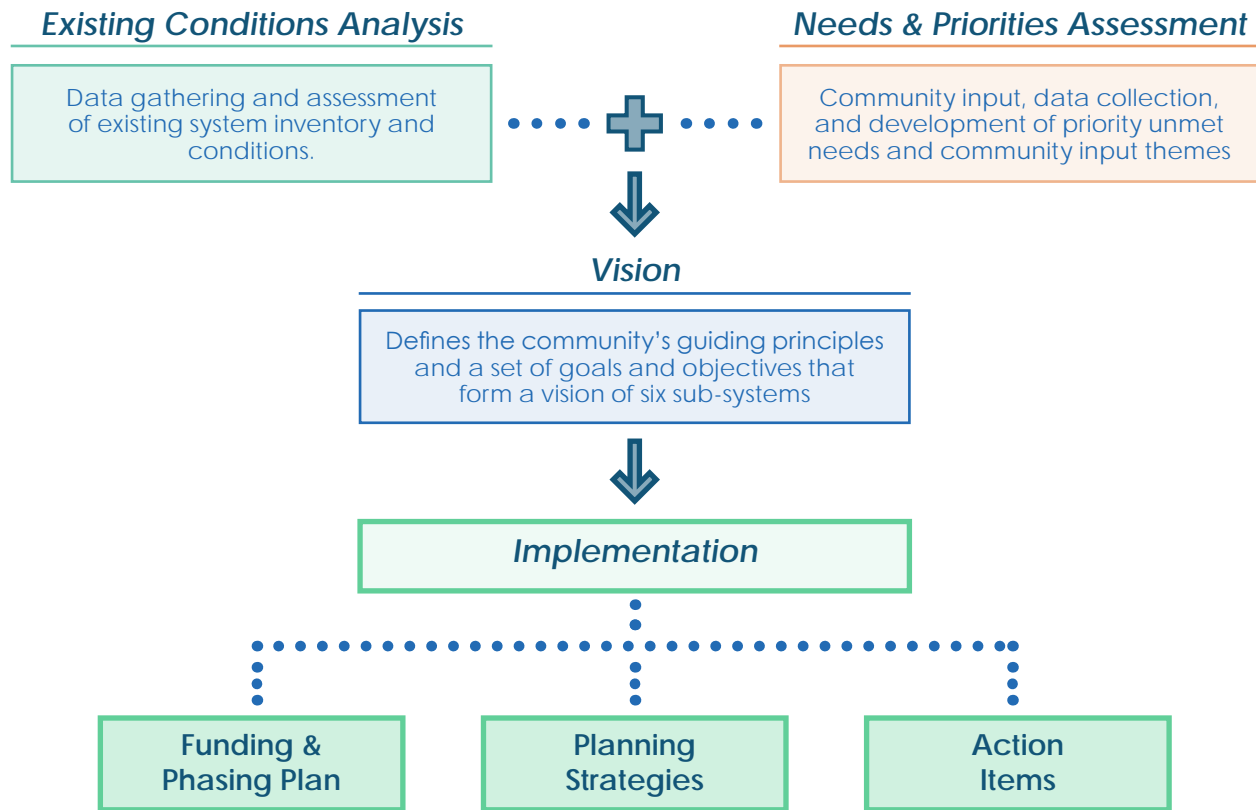 Existing Conditions Analysis
Data gathering and assessment
of existing system inventory and
conditions.
Needs & Priorities Assessment
Community input, data collection,
and development of priority unmet
needs and community input themes
Vision
Defines the community’s guiding principles
and a set of goals and objectives that
form a vision of six sub-systems
Implementation
Funding &
Phasing Plan
Planning
Strategies
Action
Items